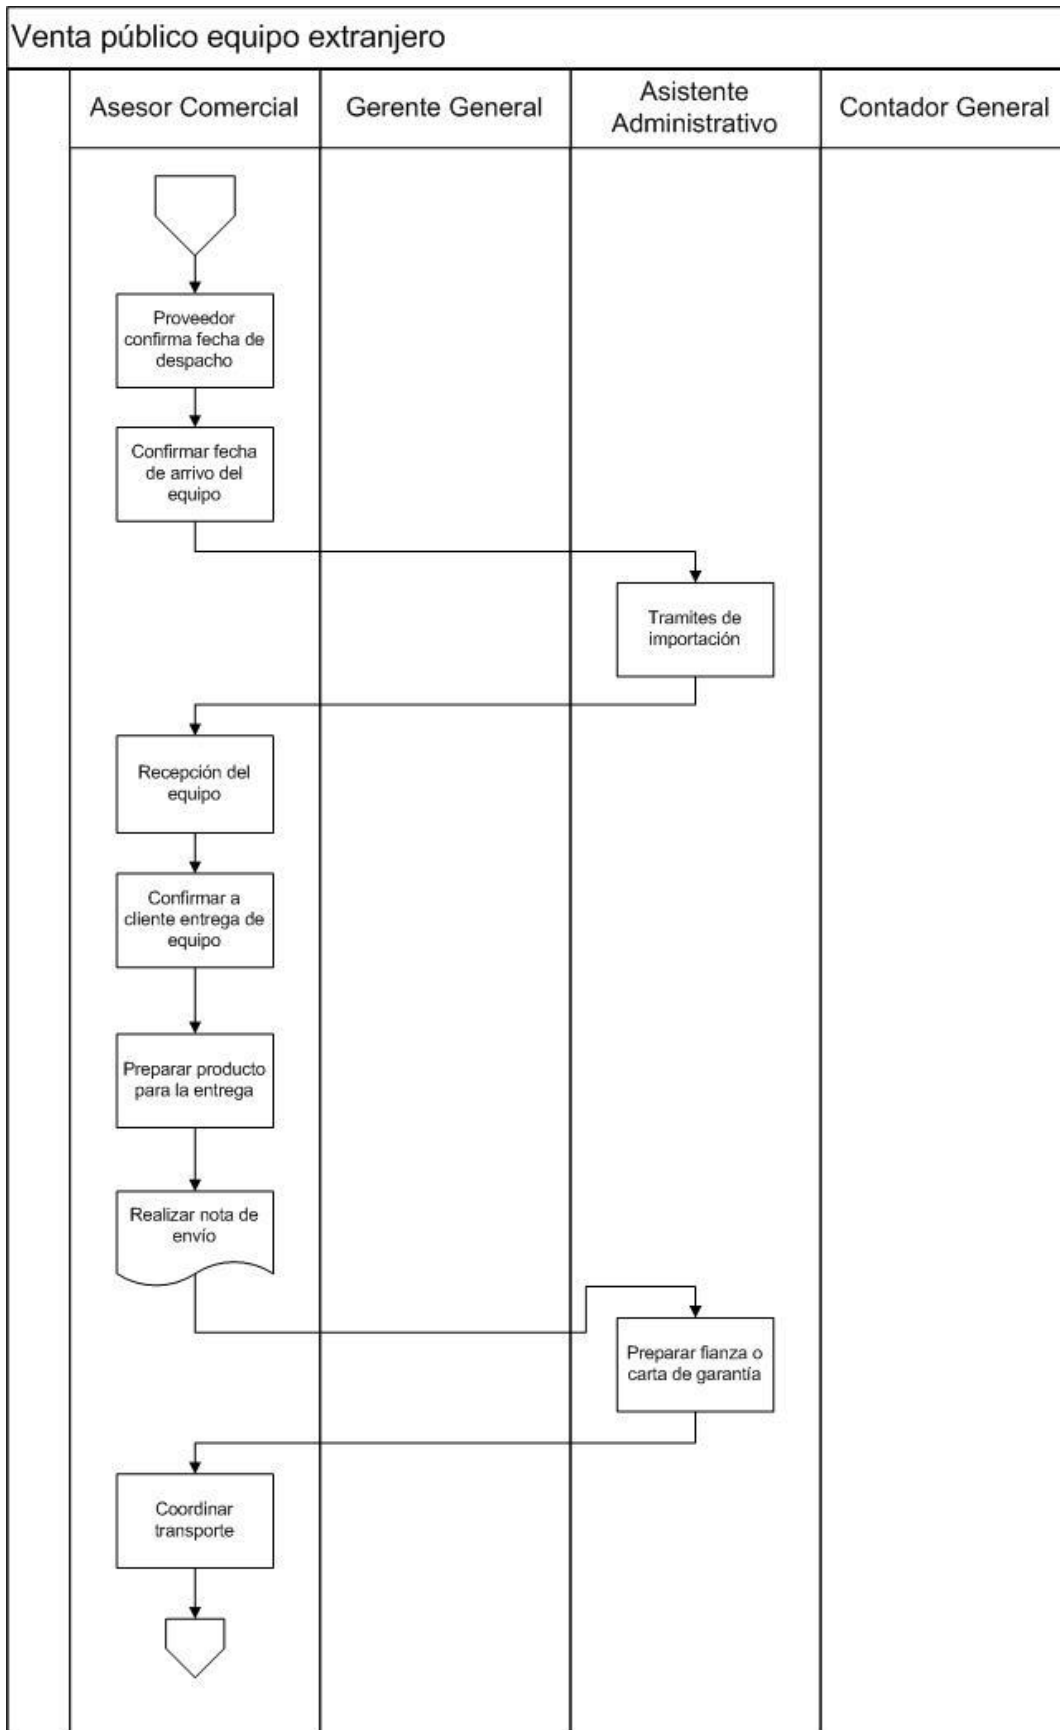 Venta público equipo extranjero
Asesor Comercial
Gerente General
Asistente
Administrativo
Contador General
Proveedor
confirma fecha de
despacho
Confirmar fecha
de arrivo del
equipo
Tramites de
importación
Recepción del
equipo
Confirmar a
cliente entrega de
equipo
Preparar producto
para la entrega
Realizar nota de
envío
Preparar fianza o
carta de garantía
Coordinar
transporte